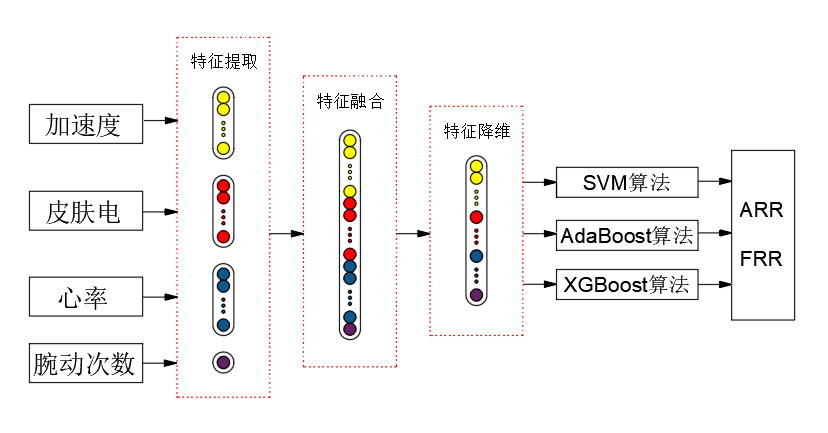 加速度
皮肤电
心率
腕动次数
特征提取
特征融合
特征降维
SVM算法
AdaBoost算法
XGBoost算法
ARR
FRR